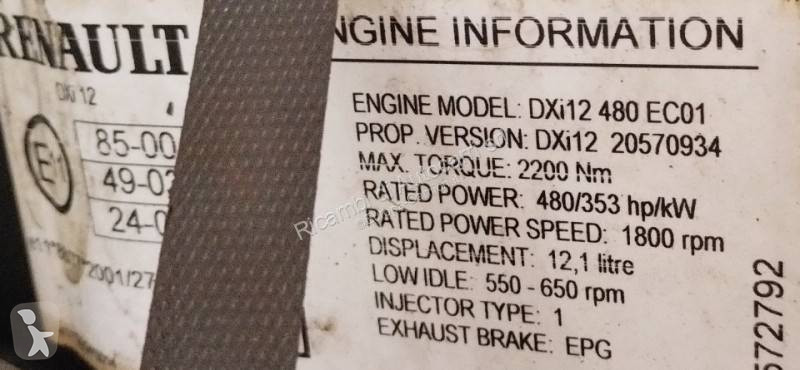 RENAULT
ENGINE INFORMATION
DXi 12
E1
85-00
49-02
24-0
2001/27
ENGINE MODEL: DXi12 480 EC01
PROP. VERSION: DXi12 20570934
MAX. TORQUE: 2200 Nm
RATED POWER: 480/353 hp/kW
RATED POWER SPEED: 1800 rpm
DISPLACEMENT: 12,1 litre
LOW IDLE: 550 - 650 rpm
INJECTOR TYPE: 1
EXHAUST BRAKE: EPG
572792